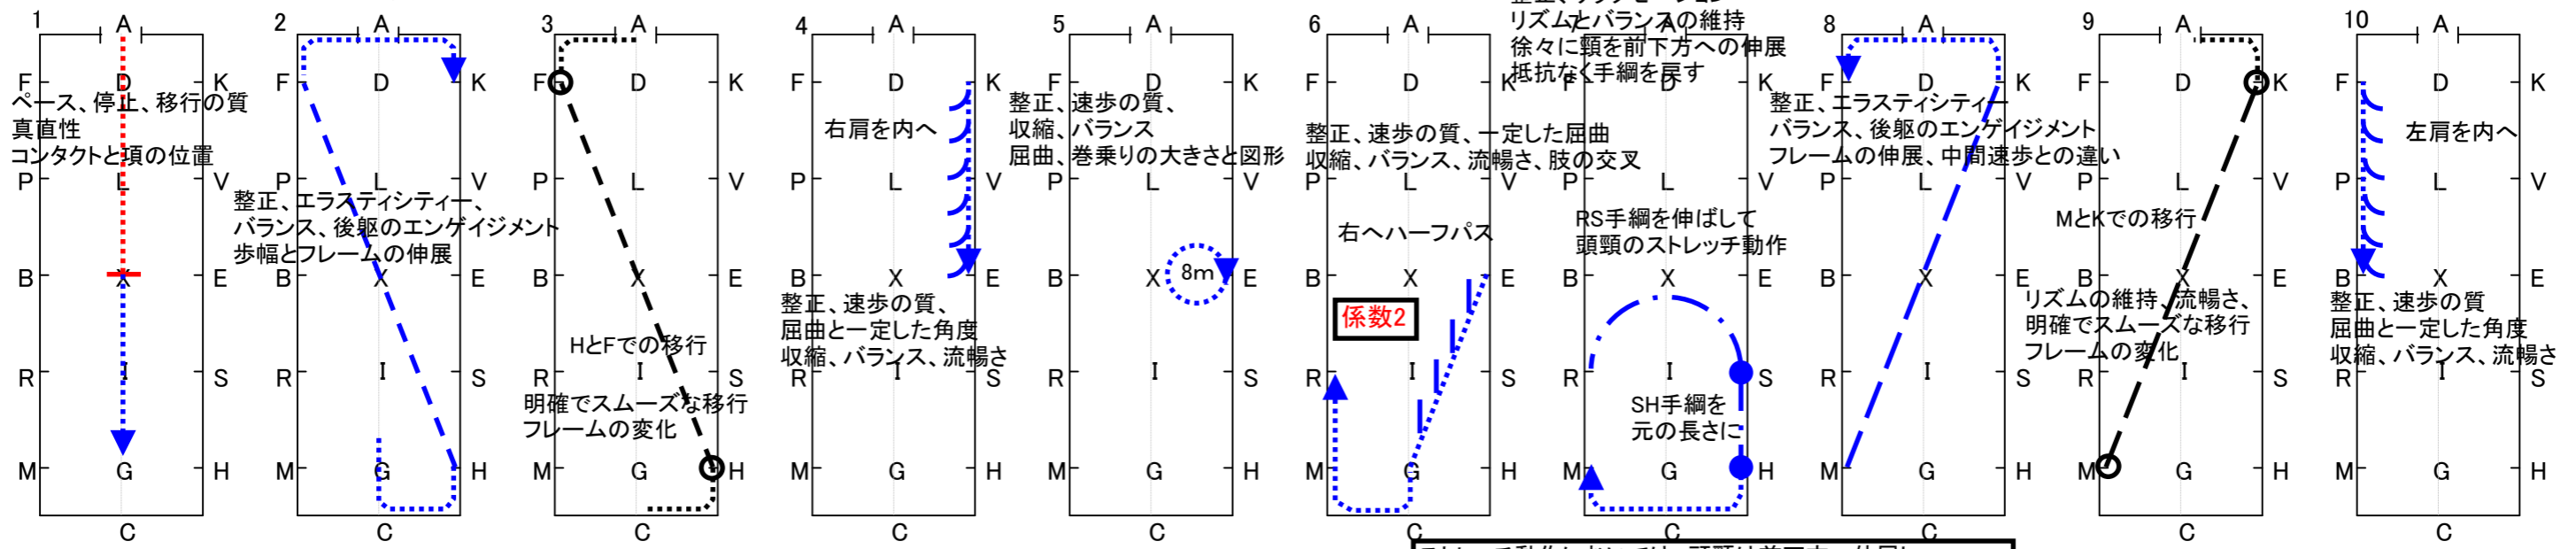 1
A
F
D
K
ペース、停止、移行の質
真直性
コンタクトと項の位置
P
L
V
B
X
E
R
I
S
M
G
H
C
2
A
F
D
K
P
L
V
整正、エラスティシティー、
バランス、後躯のエンゲイジメント
歩幅とフレームの伸展
B
X
E
R
I
S
M
G
H
C
3
A
F
D
K
P
L
V
B
X
E
HとFでの移行
R
I
S
明確でスムーズな移行
フレームの変化
M
G
H
C
4
A
F
D
K
右肩を内へ
P
L
V
B
X
E
整正、速歩の質、
屈曲と一定した角度
収縮、バランス、流暢さ
R
I
S
M
G
H
C
5
A
F
D
K
整正、速歩の質、
収縮、バランス
屈曲、巻乗りの大きさと図形
P
L
V
B
X
8m
E
R
I
S
M
G
H
C
6
A
F
D
K
整正、速歩の質、一定した屈曲
収縮、バランス、流暢さ、肢の交叉
P
L
V
右へハーフパス
B
X
E
係数2
R
I
S
M
G
H
C
リズムとバランスの維持
7
A
徐々に頸を前下方への伸展
抵抗なく手綱を戻す
F
D
K
P
L
V
RS手綱を伸ばして
頭頸のストレッチ動作
B
X
E
R
I
S
SH手綱を
元の長さに
M
G
H
C
8
A
F
D
K
整正、エラスティシティー
バランス、後躯のエンゲイジメント
フレームの伸展、中間速歩との違い
P
L
V
B
X
E
R
I
S
M
G
H
C
9
A
F
D
K
P
L
V
MとKでの移行
B
X
E
リズムの維持、流暢さ、
明確でスムーズな移行
フレームの変化
R
I
S
M
G
H
C
10
A
F
D
K
左肩を内へ
P
L
V
B
X
E
整正、速歩の質
屈曲と一定した角度
収縮、バランス、流暢さ
R
I
S
M
G
H
C